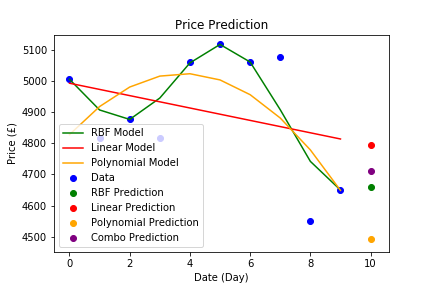 Price Prediction
Price (£)
5100
5000
4900
4800
4700
4600
4500
RBF Model
Linear Model
Polynomial Model
Data
RBF Prediction
Linear Prediction
Polynomial Prediction
Combo Prediction
0 2 4 6 8 10
Date (Day)